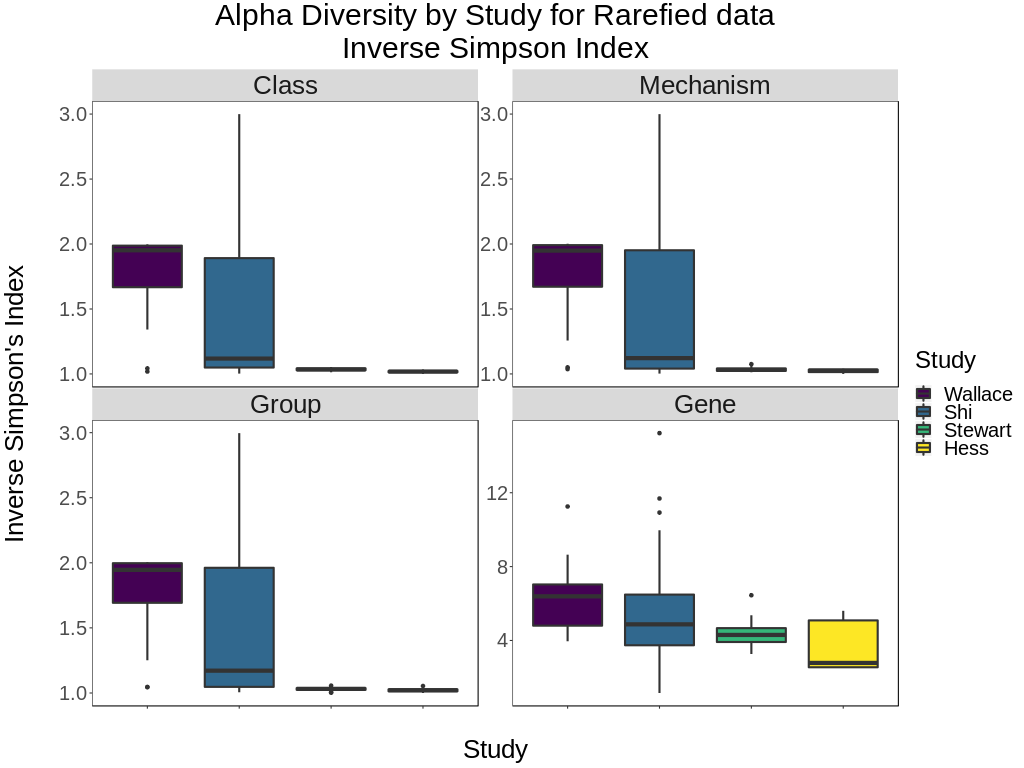 Alpha Diversity by Study for Rarefied data
Inverse Simpson Index
Class
Mechanism
3.0
2.5
2.0
1.5
1.0
3.0
2.5
2.0
1.5
1.0
Group
Gene
3.0
2.5
2.0
1.5
1.0
12
8
4
Inverse Simpson's Index
Study
Study
Wallace
Shi
Stewart
Hess